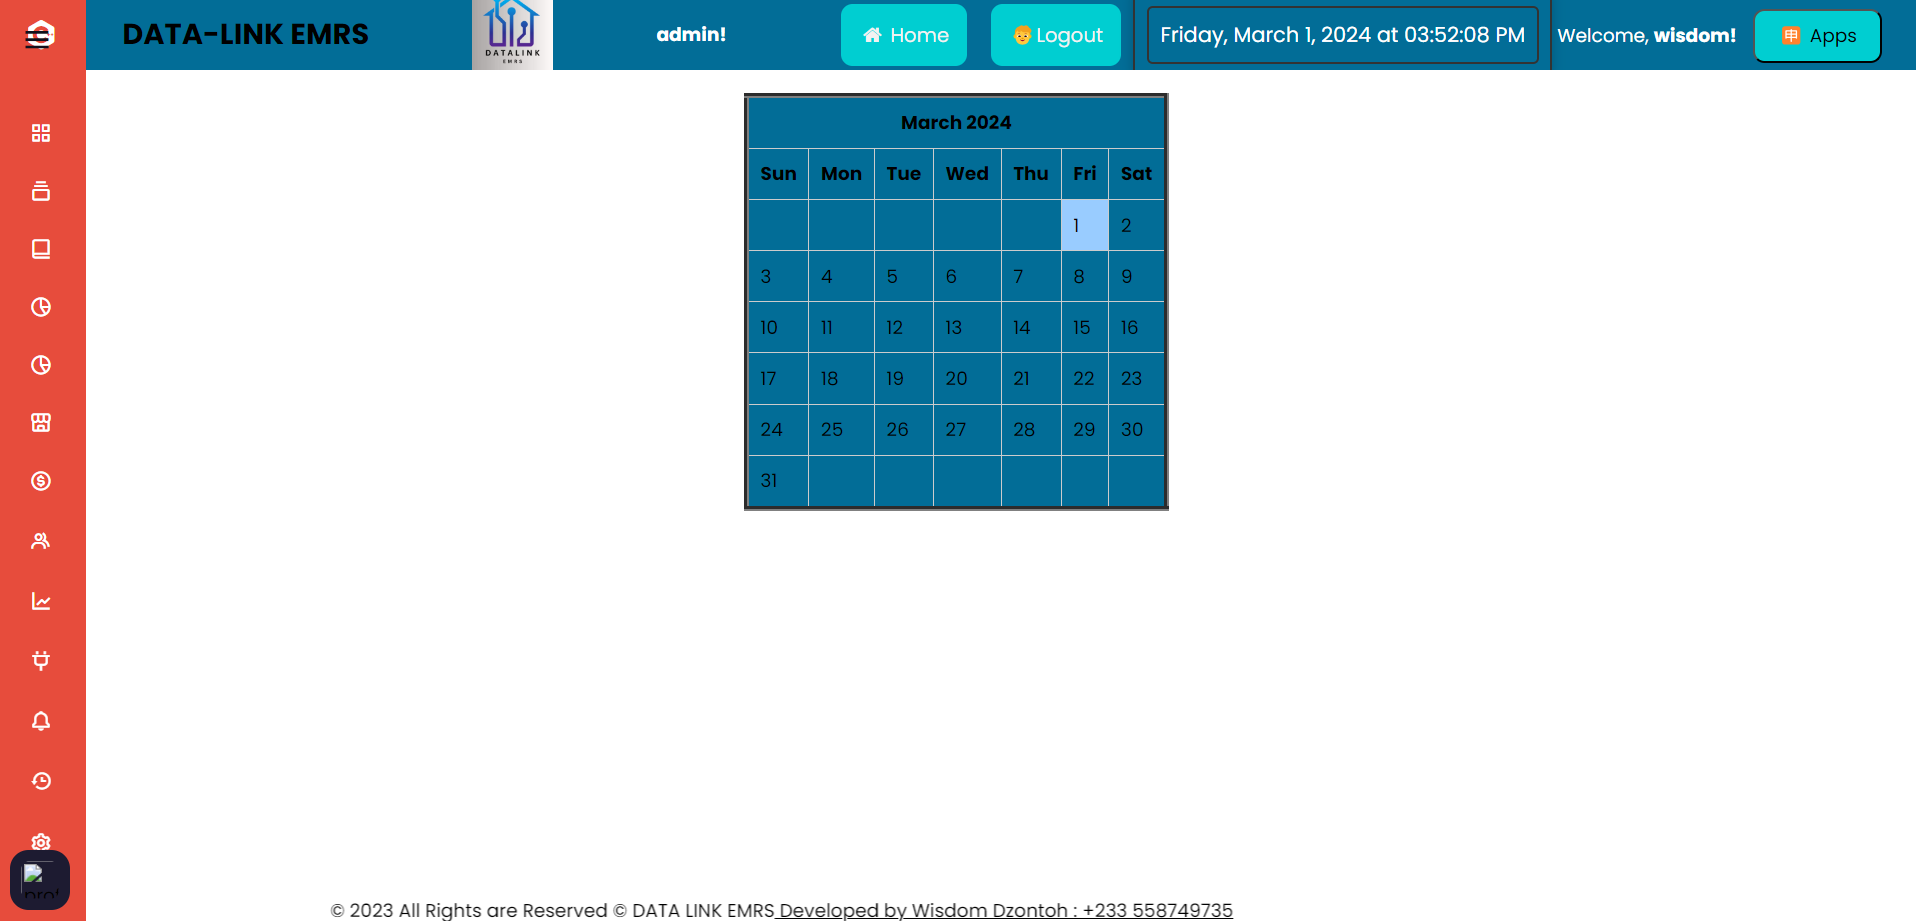 DATA-LINK EMRS
DATALINK
EMRS
admin!
Home
Logout
Friday, March 1, 2024 at 03:52:08 PM
Welcome, wisdom!
申 Apps
March 2024
Sun Mon Tue Wed Thu Fri Sat
1 2
3 4 5 6 7 8 9
10 11 12 13 14 15 16
17 18 19 20 21 22 23
24 25 26 27 28 29 30
31
© 2023 All Rights are Reserved © DATA LINK EMRS Developed by Wisdom Dzontoh : +233 558749735